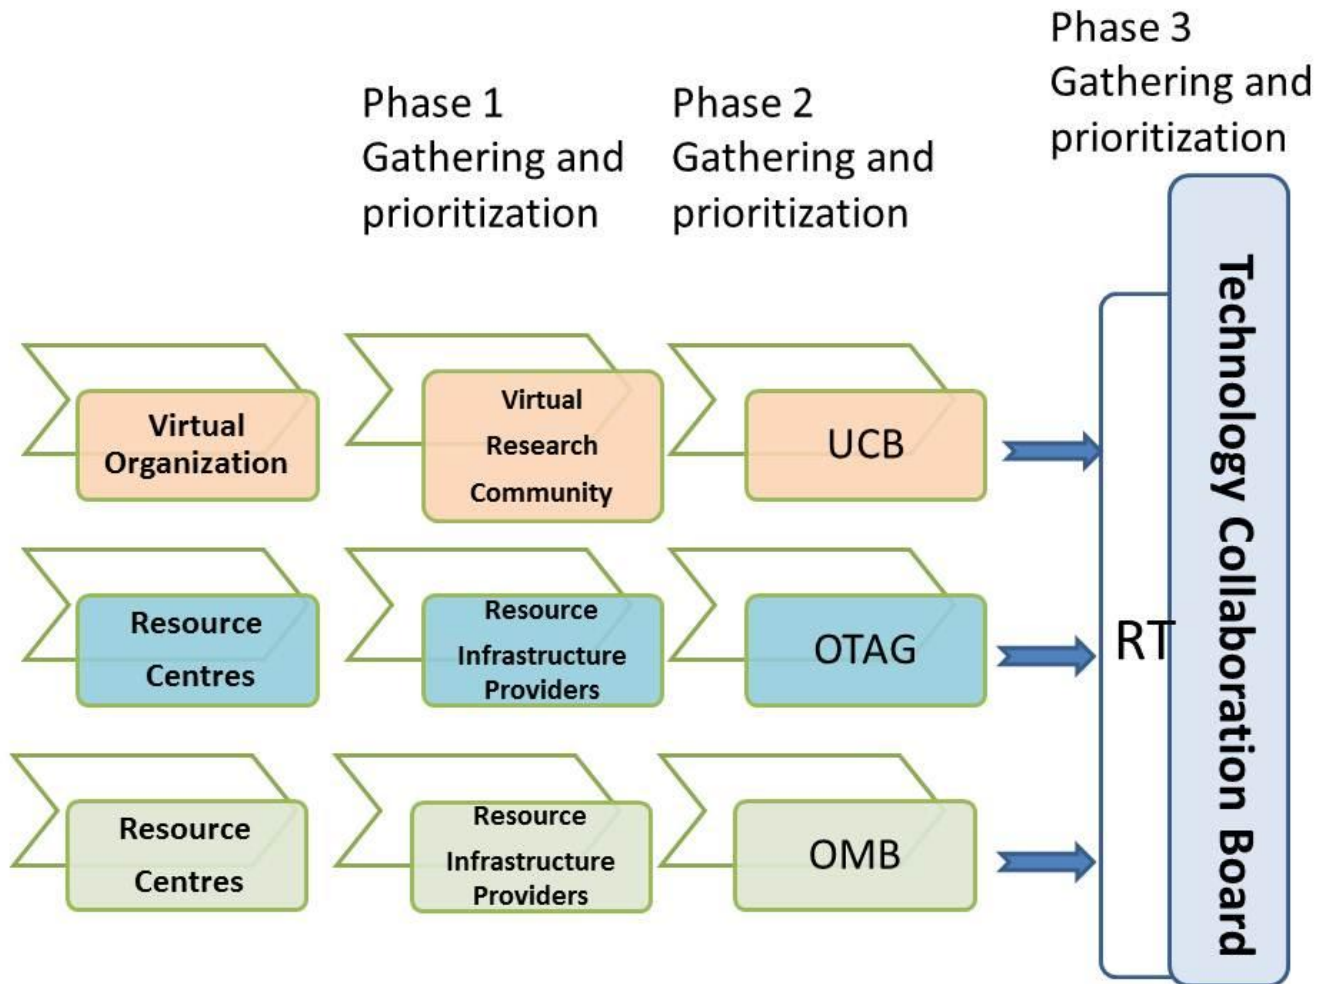 Phase 1
Gathering and
prioritization
Phase 2
Gathering and
prioritization
Phase 3
Gathering and
prioritization
Virtual
Organization
Virtual
Research
Community
UCB
Resource
Centres
Resource
Infrastructure
Providers
OTAG
Resource
Centres
Resource
Infrastructure
Providers
OMB
RT
Technology Collaboration Board